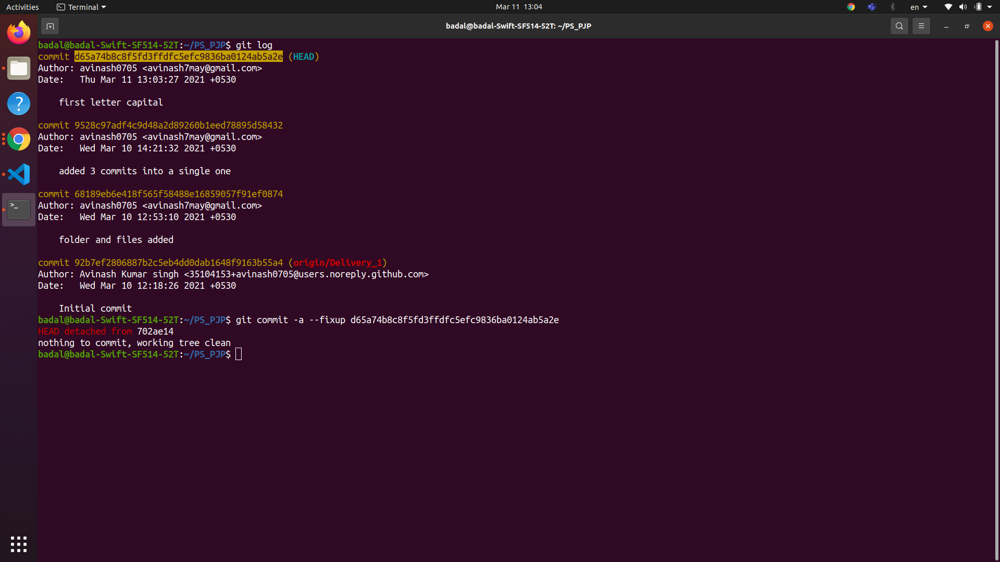 Activities Terminal Mar 11 13:04 en
badal@badal-Swift-SF514-52T: ~/PS_PJP
badal@badal-Swift-SF514-52T:~/PS_PJP$ git log
commit d65a74b8c8f5fd3ffdfc5efc9836ba0124ab5a2e (HEAD)
Author: avinash0705 <avinash7may@gmail.com>
Date:   Thu Mar 11 13:03:27 2021 +0530
    first letter capital
commit 9528c97adf4c9d48a2d89260b1eed78895d58432
Author: avinash0705 <avinash7may@gmail.com>
Date:   Wed Mar 10 14:21:32 2021 +0530
    added 3 commits into a single one
commit 68189eb6e418f565f58488e16859057f91ef0874
Author: avinash0705 <avinash7may@gmail.com>
Date:   Wed Mar 10 12:53:10 2021 +0530
    folder and files added
commit 92b7ef2806887b2c5eb4dd0dab1648f9163b55a4 (origin/Delivery_1)
Author: Avinash Kumar singh <35104153+avinash0705@users.noreply.github.com>
Date:   Wed Mar 10 12:18:26 2021 +0530
    Initial commit
badal@badal-Swift-SF514-52T:~/PS_PJP$ git commit -a --fixup d65a74b8c8f5fd3ffdfc5efc9836ba0124ab5a2e
HEAD detached from 702ae14
nothing to commit, working tree clean
badal@badal-Swift-SF514-52T:~/PS_PJP$